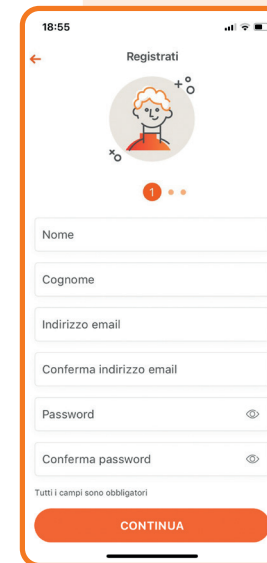 18:55
Registrati
1
Nome
Cognome
Indirizzo email
Conferma indirizzo email
Password
Conferma password
Tutti i campi sono obbligatori
CONTINUA